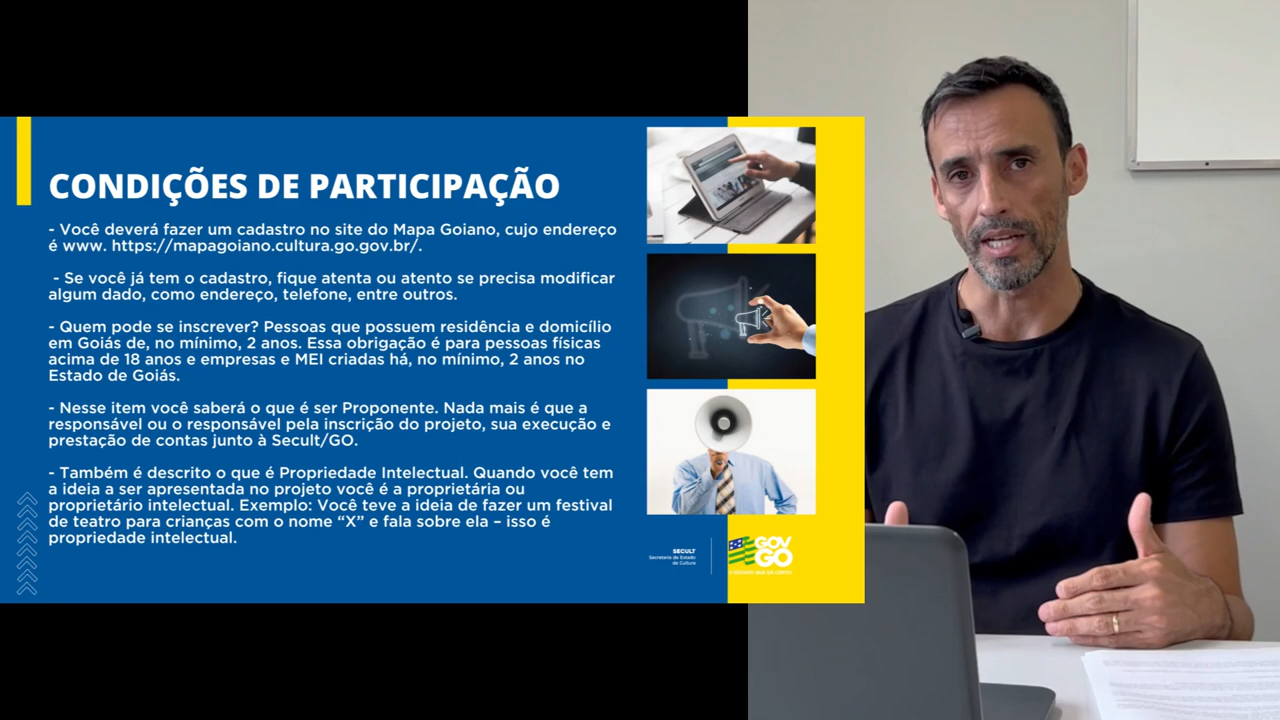 CONDIÇÕES DE PARTICIPAÇÃO
- Você deverá fazer um cadastro no site do Mapa Goiano, cujo endereço
é www. https://mapagoiano.cultura.go.gov.br/.
- Se você já tem o cadastro, fique atenta ou atento se precisa modificar
algum dado, como endereço, telefone, entre outros.
- Quem pode se inscrever? Pessoas que possuem residência e domicílio
em Goiás de, no mínimo, 2 anos. Essa obrigação é para pessoas físicas
acima de 18 anos e empresas e MEI criadas há, no mínimo, 2 anos no
Estado de Goiás.
- Nesse item você saberá o que é ser Proponente. Nada mais é que a
responsável ou o responsável pela inscrição do projeto, sua execução e
prestação de contas junto à Secult/GO.
- Também é descrito o que é Propriedade Intelectual. Quando você tem
a ideia a ser apresentada no projeto você é a proprietária ou
proprietário intelectual. Exemplo: Você teve a ideia de fazer um festival
de teatro para crianças com o nome “X” e fala sobre ela – isso é
propriedade intelectual.
SECULT
Secretaria de Estado
da Cultura
GOV
GO